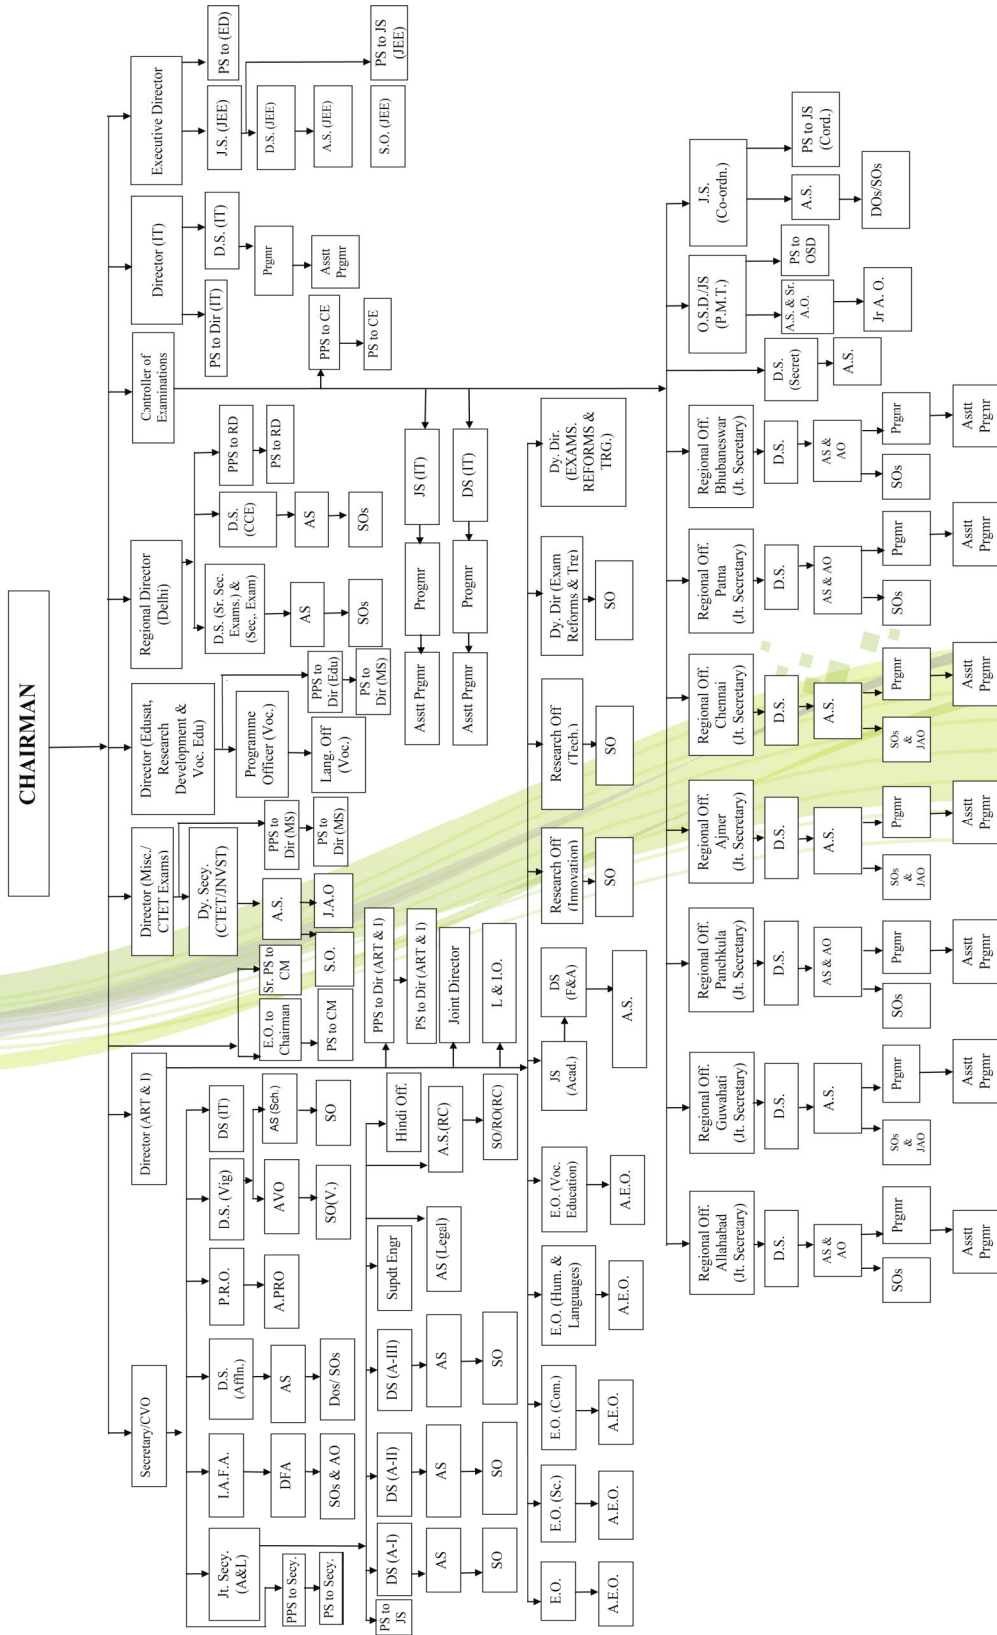 CHAIRMAN
Secretary/CVO
Director (ART & I)
Director (Misc./
CTET Exams)
Director (Edusat,
Research
Development &
Voc. Edu)
Regional Director
(Delhi)
Controller of
Examinations
Director (IT)
Executive Director
Jt. Secy.
(A&L)
I.A.F.A.
D.S.
(Affln.)
P.R.O.
D.S. (Vig)
DS (IT)
PPS to Secy.
PS to Secy.
DFA
SOs & AO
AS
Dos/ SOs
A.PRO
AVO
SO(V.)
AS (Sch.)
SO
E.O. to
Chairman
Sr. PS to
CM
PS to CM
Dy. Secy.
(CTET/JNVST)
A.S.
S.O.
J.A.O
PPS to
Dir (MS)
PS to
Dir (MS)
Programme
Officer (Voc.)
Lang. Off
(Voc.)
PPS to
Dir (Edu)
PS to
Dir (MS)
D.S. (Sr. Sec.
Exams.) &
(Sec. Exam)
AS
SOs
D.S.
(CCE)
AS
SOs
PPS to RD
PS to RD
PS to Dir (IT)
D.S. (IT)
Prgmr
Asstt
Prgmr
PPS to CE
PS to CE
J.S. (JEE)
D.S. (JEE)
A.S. (JEE)
S.O. (JEE)
PS to (ED)
PS to JS
(JEE)
PS to
JS
DS (A-I)
AS
SO
DS (A-II)
AS
SO
DS (A-III)
AS
SO
Supdt Engr
AS (Legal)
Hindi Off.
A.S.(RC)
SO/RO(RC)
PPS to Dir (ART & I)
PS to Dir (ART & I)
Joint Director
L & I.O.
JS (IT)
Progmr
Asstt Prgmr
DS (IT)
Progmr
Asstt Prgmr
E.O.
A.E.O.
E.O. (Sc.)
A.E.O.
E.O. (Com.)
A.E.O.
E.O. (Hum. &
Languages)
A.E.O.
E.O. (Voc.
Education)
A.E.O.
JS
(Acad.)
DS
(F&A)
A.S.
Research Off
(Innovation)
SO
Research Off
(Tech.)
SO
Dy. Dir (Exam
Reforms & Trg)
SO
Dy. Dir.
(EXAMS.
REFORMS &
TRG.)
Regional Off.
Allahabad
(Jt. Secretary)
D.S.
AS &
AO
SOs
Prgmr
Asstt
Prgmr
Regional Off.
Guwahati
(Jt. Secretary)
D.S.
A.S.
SOs
&
JAO
Prgmr
Asstt
Prgmr
Regional Off.
Panchkula
(Jt. Secretary)
D.S.
AS & AO
SOs
Prgmr
Asstt
Prgmr
Regional Off.
Ajmer
(Jt. Secretary)
D.S.
A.S.
SOs
&
JAO
Prgmr
Asstt
Prgmr
Regional Off.
Chennai
(Jt. Secretary)
D.S.
A.S.
SOs
&
JAO
Prgmr
Asstt
Prgmr
Regional Off.
Patna
(Jt. Secretary)
D.S.
AS & AO
SOs
Prgmr
Asstt
Prgmr
Regional Off.
Bhubaneswar
(Jt. Secretary)
D.S.
AS &
AO
SOs
Prgmr
Asstt
Prgmr
D.S.
(Secret)
A.S.
O.S.D./JS
(P.M.T.)
A.S. & Sr.
A.O.
Jr A. O.
PS to
OSD
J.S.
(Co-ordn.)
A.S.
DOs/SOs
PS to JS
(Cord.)